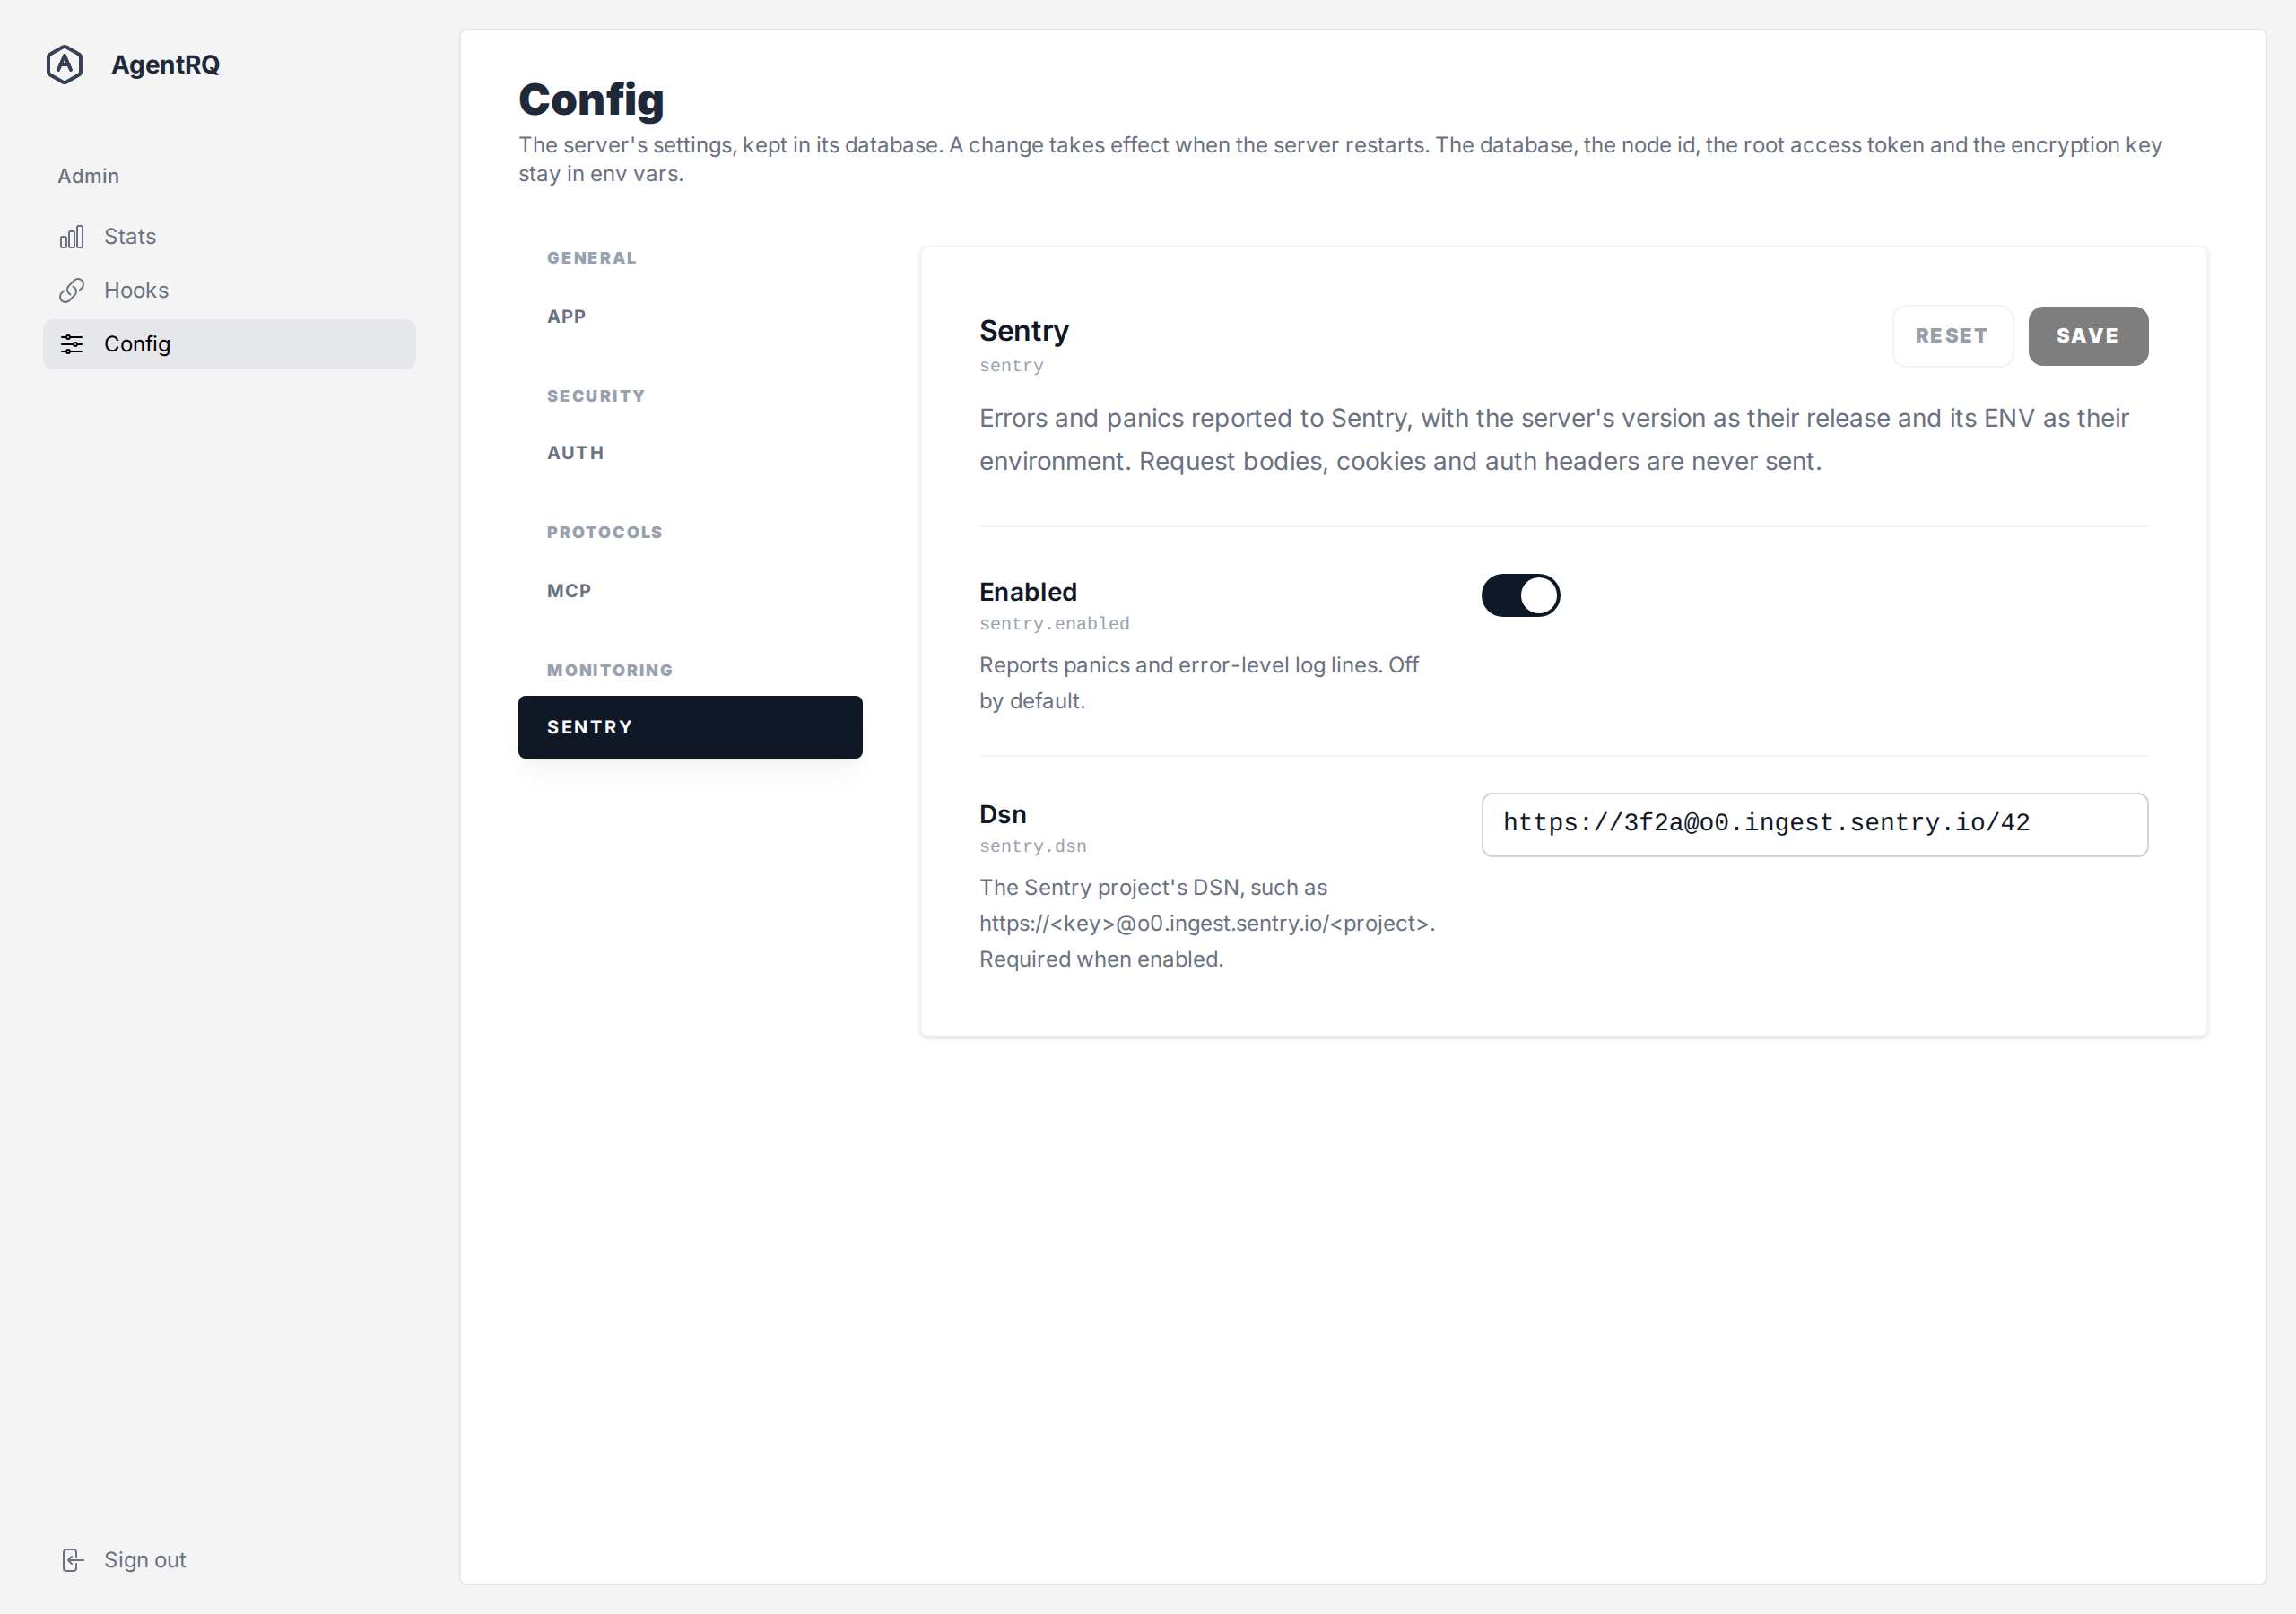 AgentRQ
Admin
Stats
Hooks
Config
Sign out
Config
The server's settings, kept in its database. A change takes effect when the server restarts. The database, the node id, the root access token and the encryption key
stay in env vars.
GENERAL
APP
SECURITY
AUTH
PROTOCOLS
MCP
MONITORING
SENTRY
Sentry
sentry
RESET
SAVE
Errors and panics reported to Sentry, with the server's version as their release and its ENV as their
environment. Request bodies, cookies and auth headers are never sent.
Enabled
sentry.enabled
Reports panics and error-level log lines. Off
by default.
Dsn
sentry.dsn
The Sentry project's DSN, such as
https://<key>@o0.ingest.sentry.io/<project>.
Required when enabled.
https://3f2a@o0.ingest.sentry.io/42